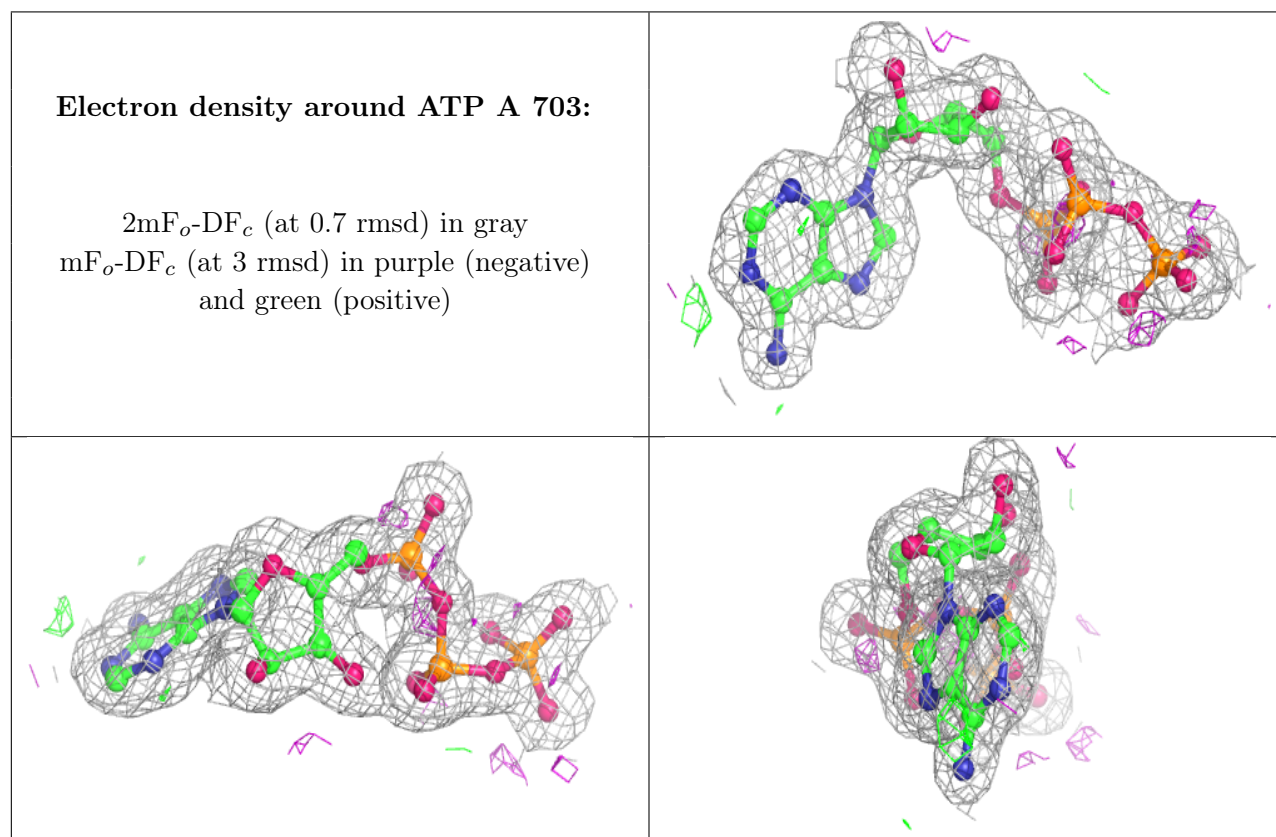 Electron density around ATP A 703:
2mFo-DFc (at 0.7 rmsd) in gray
mFo-DFc (at 3 rmsd) in purple (negative)
and green (positive)